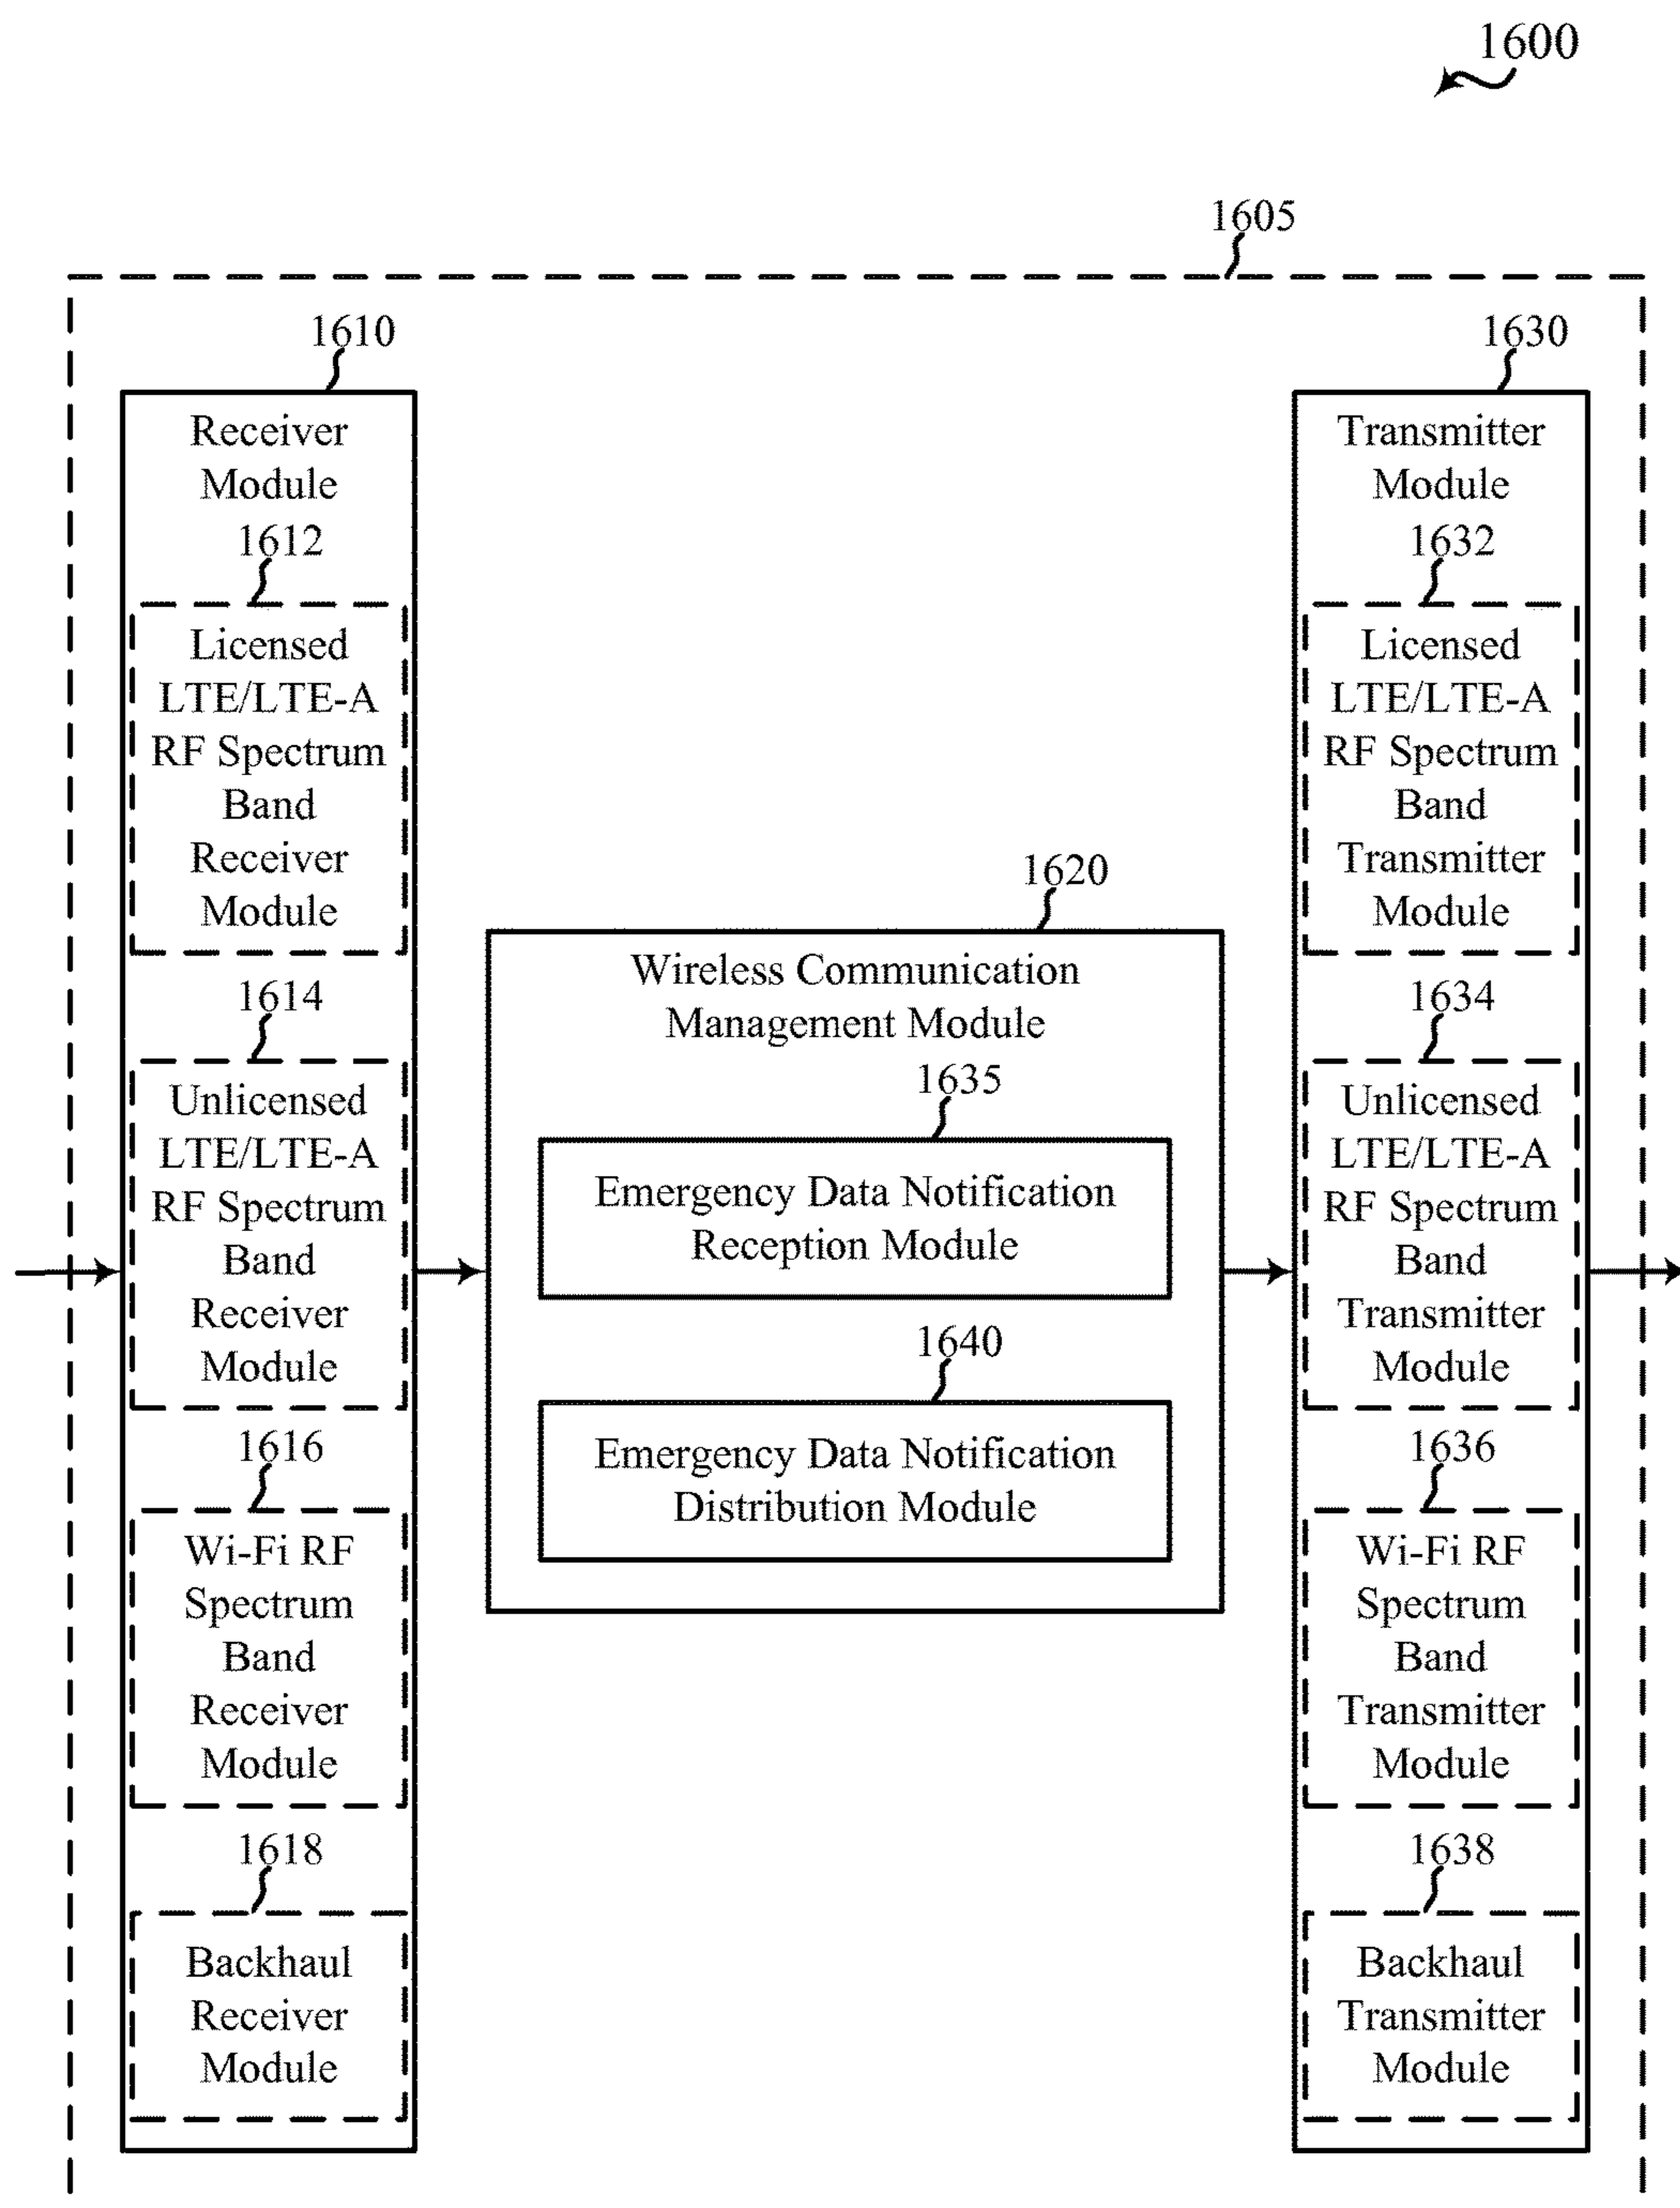 1600
1605
1610
Receiver
Module
1612
Licensed
LTE/LTE-A
RF Spectrum
Band
Receiver
Module
1614
Unlicensed
LTE/LTE-A
RF Spectrum
Band
Receiver
Module
1616
Wi-Fi RF
Spectrum
Band
Receiver
Module
1618
Backhaul
Receiver
Module
1620
Wireless Communication
Management Module
1635
Emergency Data Notification
Reception Module
1640
Emergency Data Notification
Distribution Module
1630
Transmitter
Module
1632
Licensed
LTE/LTE-A
RF Spectrum
Band
Transmitter
Module
1634
Unlicensed
LTE/LTE-A
RF Spectrum
Band
Transmitter
Module
1636
Wi-Fi RF
Spectrum
Band
Transmitter
Module
1638
Backhaul
Transmitter
Module